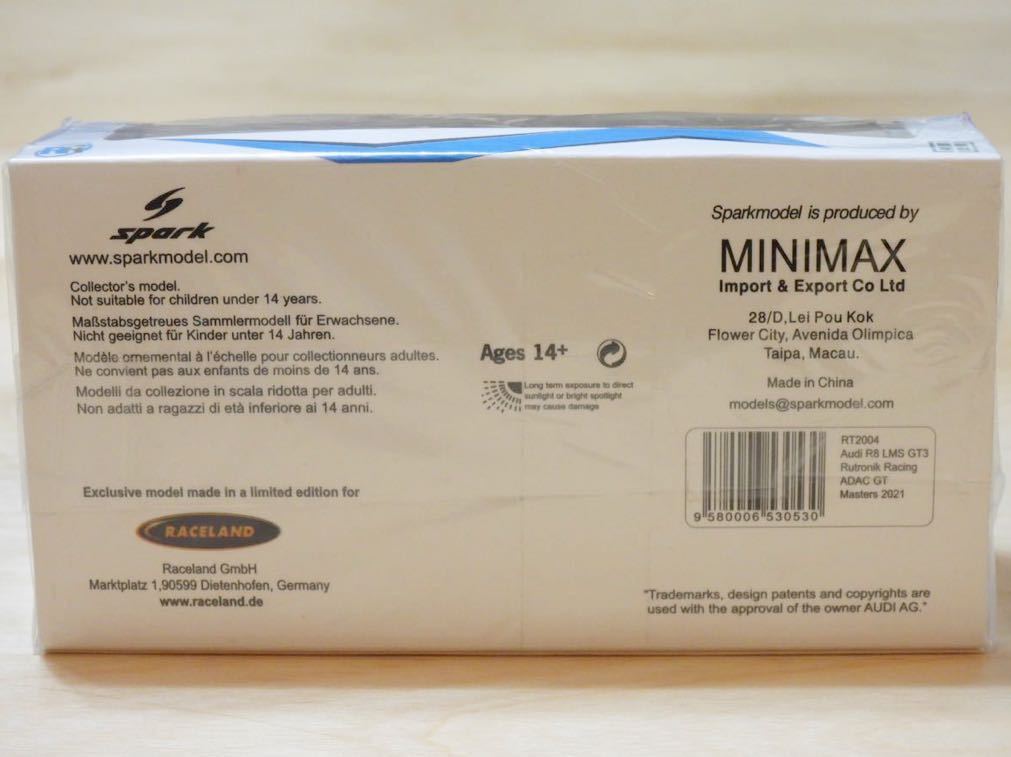 spark
www.sparkmodel.com
Collector's model.
Not suitable for children under 14 years.
Maßstabsgetreues Sammlermodell für Erwachsene.
Nicht geeignet für Kinder unter 14 Jahren.
Modèle ornemental à l'échelle pour collectionneurs adultes.
Ne convient pas aux enfants de moins de 14 ans.
Modelli da collezione in scala ridotta per adulti.
Non adatti a ragazzi di età inferiore ai 14 anni.
Exclusive model made in a limited edition for
RACELAND
Raceland GmbH
Marktplatz 1,90599 Dietenhofen, Germany
www.raceland.de
Ages 14+
Long term exposure to direct
sunlight or bright spotlight
may cause damage
Sparkmodel is produced by
MINIMAX
Import & Export Co Ltd
28/D,Lei Pou Kok
Flower City, Avenida Olimpica
Taipa, Macau.
Made in China
models@sparkmodel.com
RT2004
Audi R8 LMS GT3
Rutronik Racing
ADAC GT
Masters 2021
9 580006 530530
"Trademarks, design patents and copyrights are
used with the approval of the owner AUDI AG."